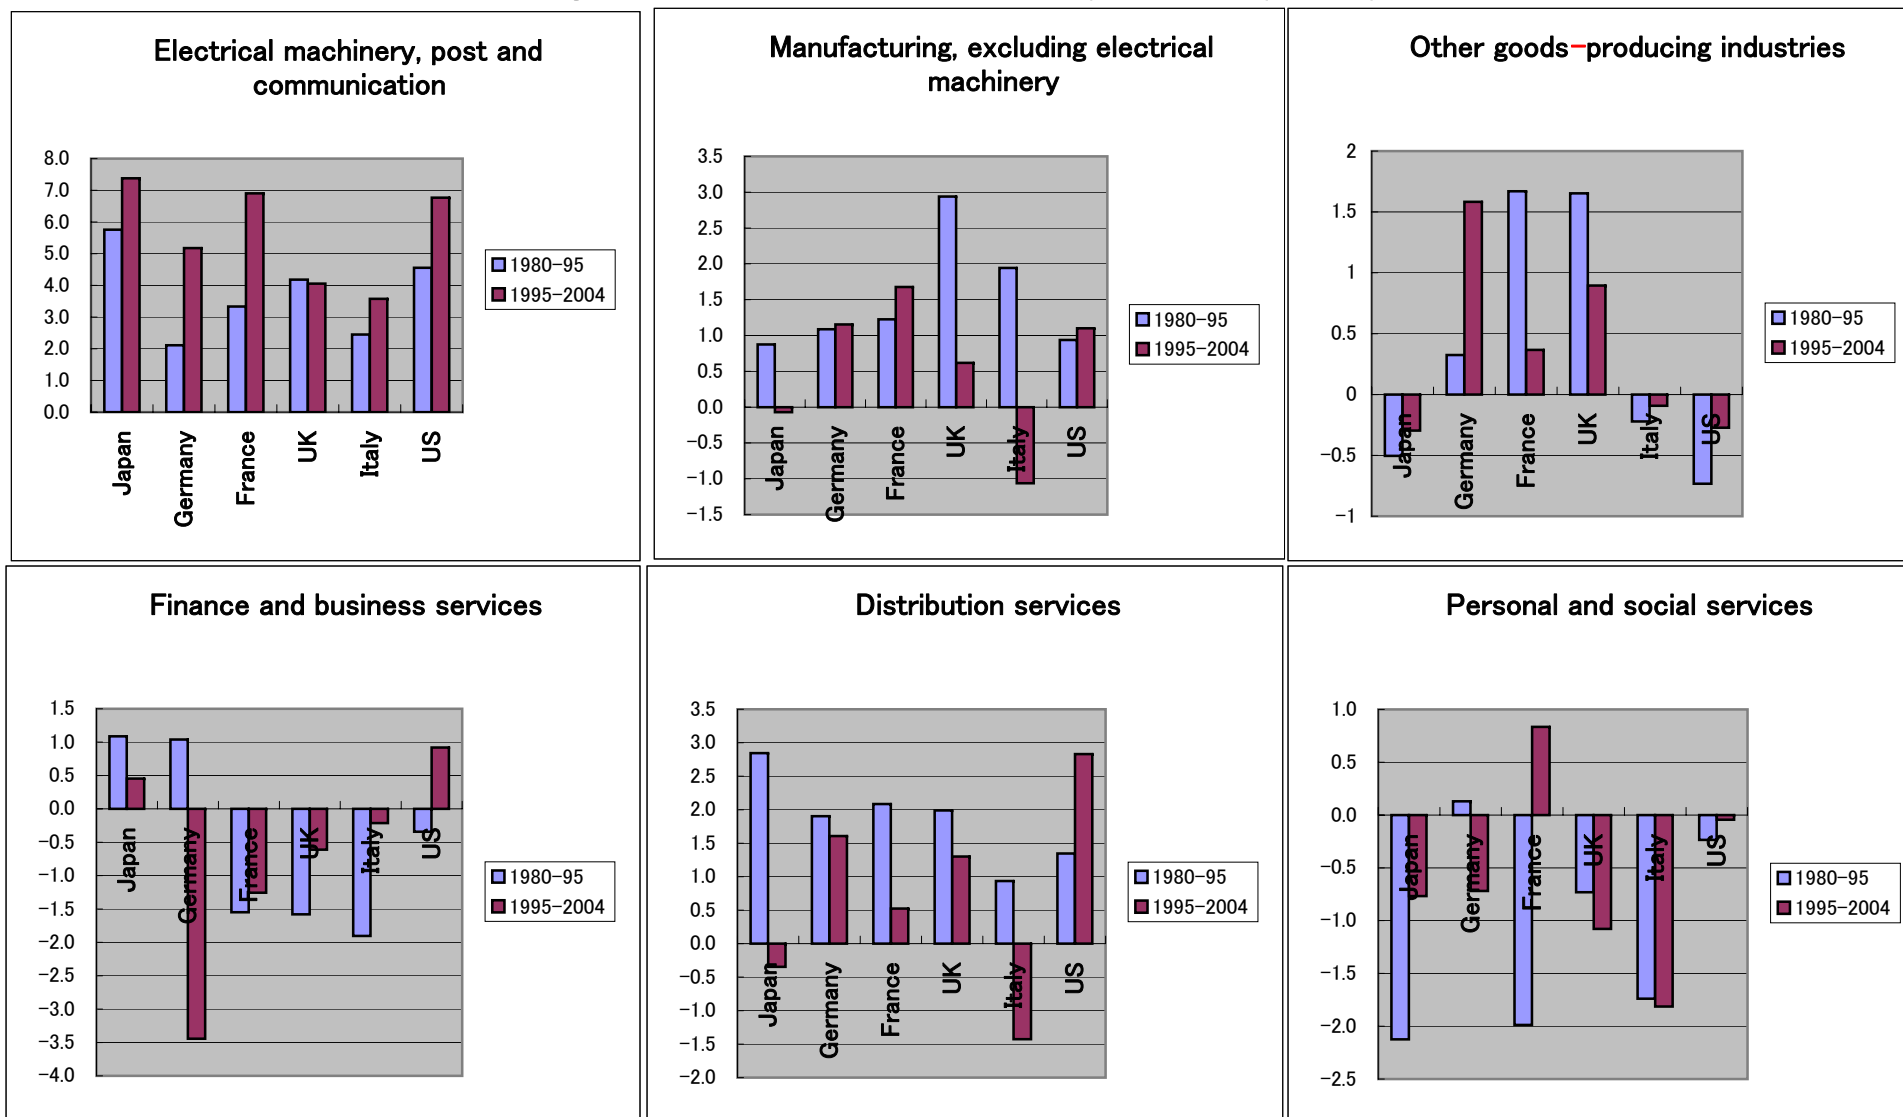 Electrical machinery, post and
communication
8.0
7.0
6.0
5.0
4.0
3.0
2.0
1.0
0.0
Japan
Germany
France
UK
Italy
US
1980-95
1995-2004
Manufacturing, excluding electrical
machinery
3.5
3.0
2.5
2.0
1.5
1.0
0.5
0.0
-0.5
-1.0
-1.5
Japan
Germany
France
UK
Italy
US
1980-95
1995-2004
Other goods-producing industries
2
1.5
1
0.5
0
-0.5
-1
Japan
Germany
France
UK
Italy
US
1980-95
1995-2004
Finance and business services
1.5
1.0
0.5
0.0
-0.5
-1.0
-1.5
-2.0
-2.5
-3.0
-3.5
-4.0
Japan
Germany
France
UK
Italy
US
1980-95
1995-2004
Distribution services
3.5
3.0
2.5
2.0
1.5
1.0
0.5
0.0
-0.5
-1.0
-1.5
-2.0
Japan
Germany
France
UK
Italy
US
1980-95
1995-2004
Personal and social services
1.0
0.5
0.0
-0.5
-1.0
-1.5
-2.0
-2.5
Japan
Germany
France
UK
Italy
US
1980-95
1995-2004